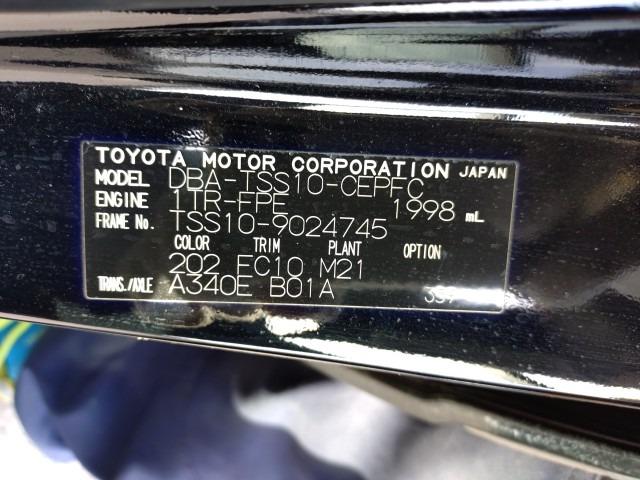 TOYOTA MOTOR CORPORATION JAPAN
MODEL DBA-TSS10-CEPFC
ENGINE 1TR-FPE 1998 mL
FRAME No. TSS10-9024745
COLOR TRIM PLANT OPTION
202 FC10 M21
TRANS./AXLE A340E B01A